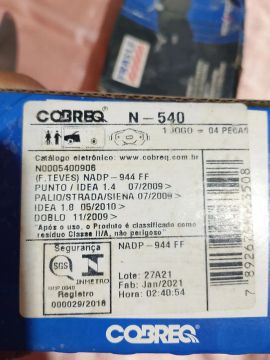 COBREQ N-540
1 JOGO = 04 PEÇAS
Catálogo eletrônico: www.cobreq.com.br
N0005400906
(F.TEVES) NADP-944 FF
PUNTO / IDEA 1.4 07/2009>
PALIO/STRADA/SIENA 07/2009>
IDEA 1.8 05/2010>
DOBLO 11/2009>
"Após o uso, o Produto é classificado como
resíduo Classe II/A, não perigoso"
Segurança
SGS
INMETRO
OCP 0040
Registro
000029/2018
NADP-944 FF
Lote: 27A21
Fab: Jan/2021
Hora: 02:40:54
COBREQ